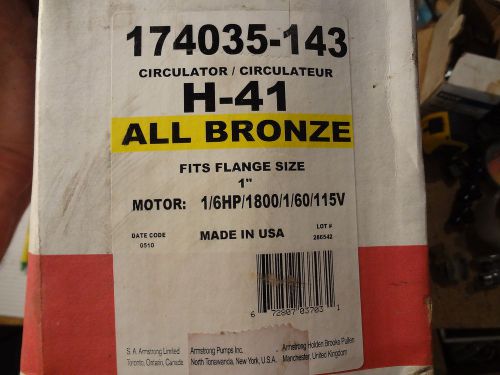 174035-143
CIRCULATOR / CIRCULATEUR
H-41
ALL BRONZE
FITS FLANGE SIZE
1"
MOTOR: 1/6HP/1800/1/60/115V
DATE CODE
0510
MADE IN USA
LOT #
286542
6 72807 03703 1
S. A. Armstrong Limited
Toronto, Ontario, Canada.
Armstrong Pumps Inc.
North Tonawanda, New York, U.S.A.
Armstrong Holden Brooke Pullen
Manchester, United Kingdom